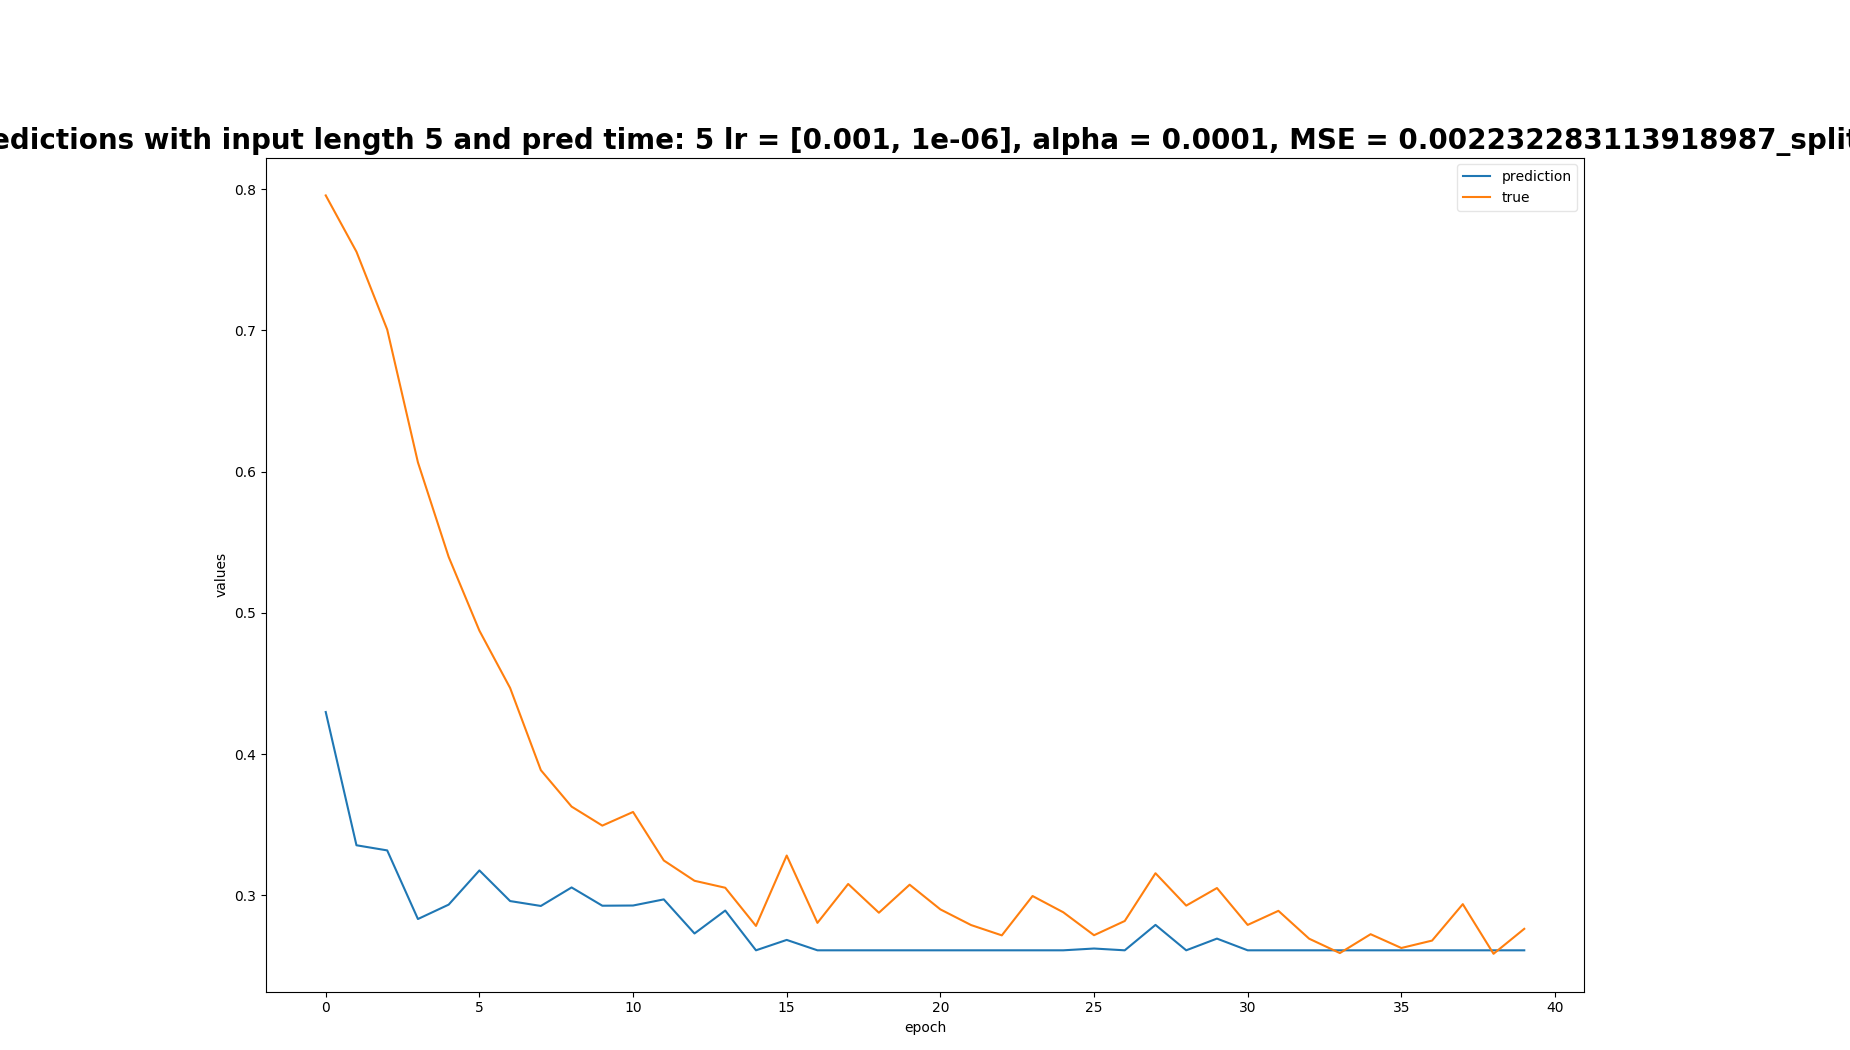 edictions with input length 5 and pred time: 5 lr = [0.001, 1e-06], alpha = 0.0001, MSE = 0.002232283113918987_split
prediction
true
0.8
0.7
0.6
0.5
0.4
0.3
values
0 5 10 15 20 25 30 35 40
epoch